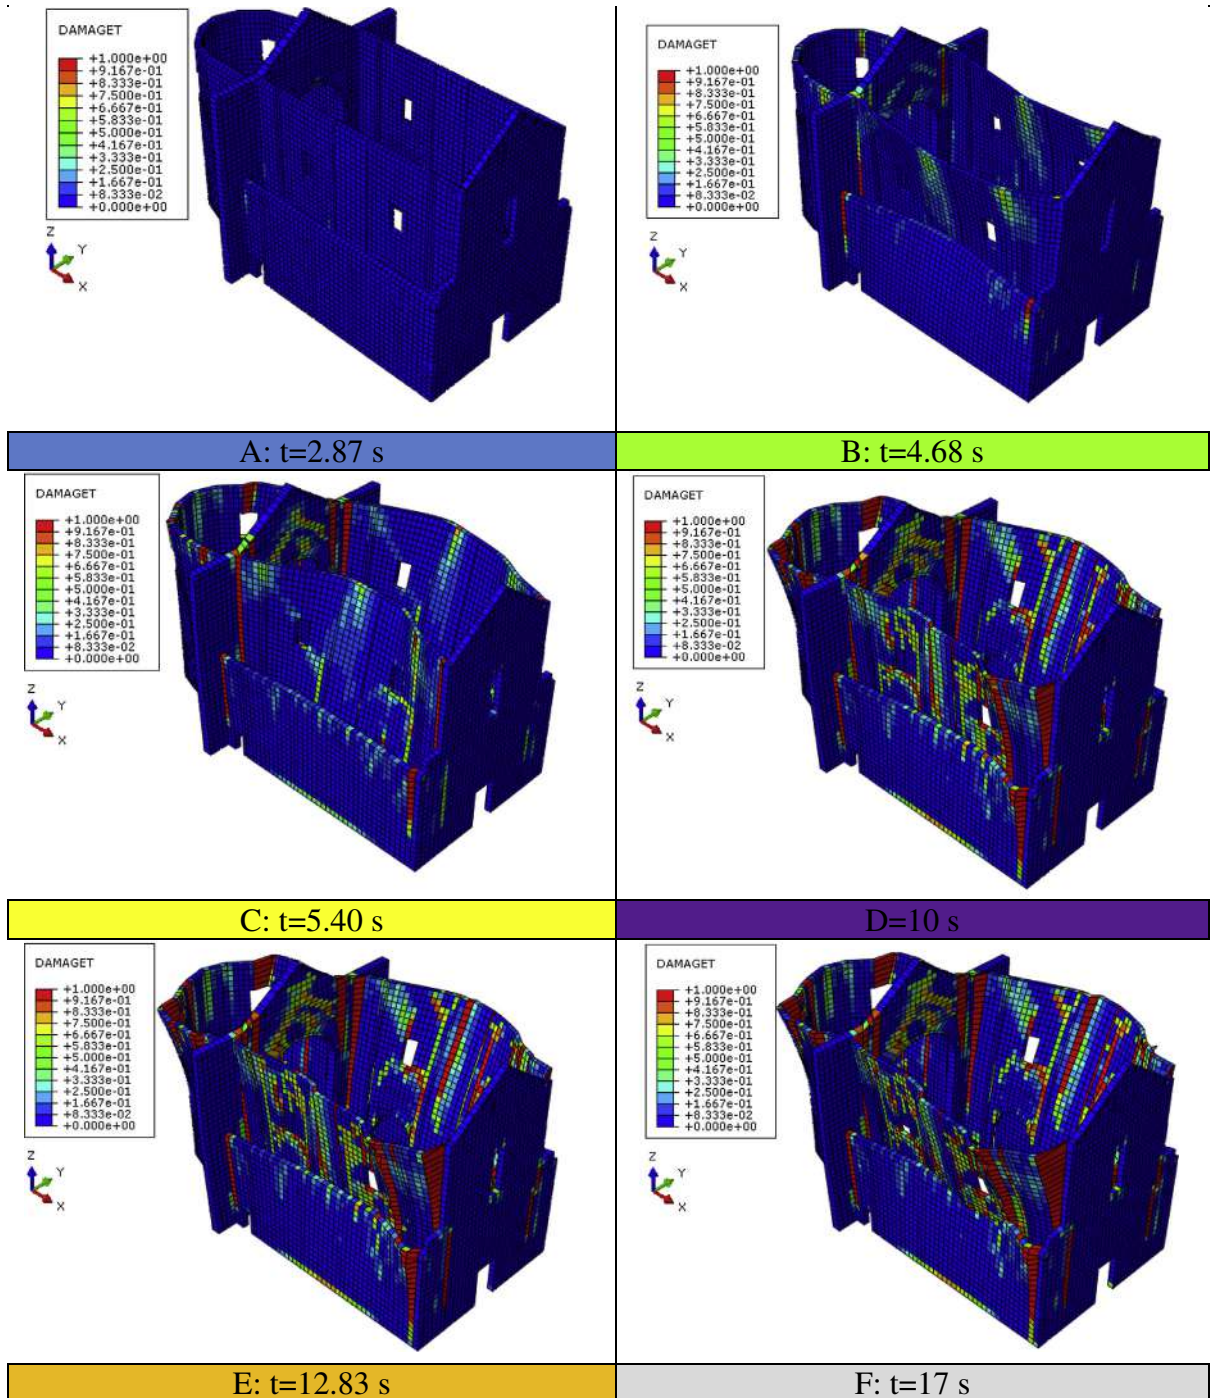 DAMAGET
+1.000e+00
+9.167e-01
+8.333e-01
+7.500e-01
+6.667e-01
+5.833e-01
+5.000e-01
+4.167e-01
+3.333e-01
+2.500e-01
+1.667e-01
+8.333e-02
+0.000e+00
Z
Y
X
DAMAGET
+1.000e+00
+9.167e-01
+8.333e-01
+7.500e-01
+6.667e-01
+5.833e-01
+5.000e-01
+4.167e-01
+3.333e-01
+2.500e-01
+1.667e-01
+8.333e-02
+0.000e+00
Z
Y
X
A: t=2.87 s
B: t=4.68 s
DAMAGET
+1.000e+00
+9.167e-01
+8.333e-01
+7.500e-01
+6.667e-01
+5.833e-01
+5.000e-01
+4.167e-01
+3.333e-01
+2.500e-01
+1.667e-01
+8.333e-02
+0.000e+00
Z
Y
X
DAMAGET
+1.000e+00
+9.167e-01
+8.333e-01
+7.500e-01
+6.667e-01
+5.833e-01
+5.000e-01
+4.167e-01
+3.333e-01
+2.500e-01
+1.667e-01
+8.333e-02
+0.000e+00
Z
Y
X
C: t=5.40 s
D=10 s
DAMAGET
+1.000e+00
+9.167e-01
+8.333e-01
+7.500e-01
+6.667e-01
+5.833e-01
+5.000e-01
+4.167e-01
+3.333e-01
+2.500e-01
+1.667e-01
+8.333e-02
+0.000e+00
Z
Y
X
DAMAGET
+1.000e+00
+9.167e-01
+8.333e-01
+7.500e-01
+6.667e-01
+5.833e-01
+5.000e-01
+4.167e-01
+3.333e-01
+2.500e-01
+1.667e-01
+8.333e-02
+0.000e+00
Z
Y
X
E: t=12.83 s
F: t=17 s